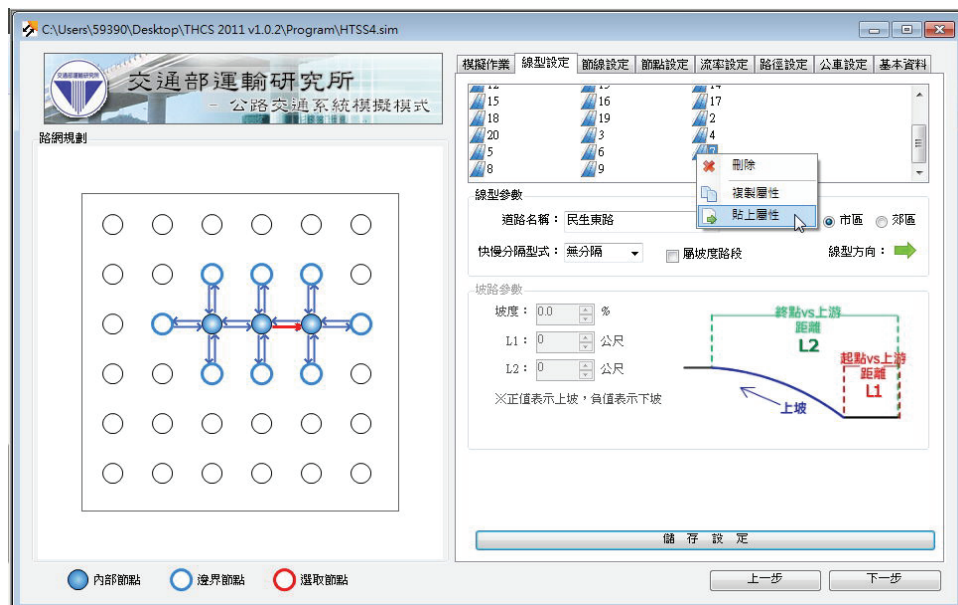 C:\Users\59390\Desktop\THCS 2011 v1.0.2\Program\HTSS4.sim
交通部運輸研究所
- 公路交通系統模擬模式
路網規劃
模擬作業 線型設定 節線設定 節點設定 流率設定 路徑設定 公車設定 基本資料
15 16 17
18 19 2
20 3 4
5 6 7
8 9
刪除
複製屬性
貼上屬性
線型參數
道路名稱： 民生東路 市區 郊區
快慢分隔型式： 無分隔 屬坡度路段 線型方向：
坡路參數
坡度： 0.0 %
L1： 0 公尺
L2： 0 公尺
※正值表示上坡，負值表示下坡
終點vs上游
距離
L2
起點vs上游
距離
L1
上坡
儲 存 設 定
內部節點 邊界節點 選取節點
上一步 下一步